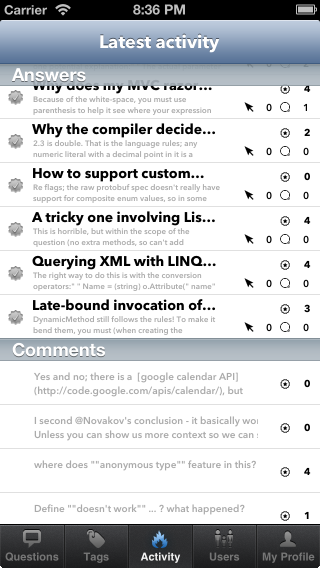 Carrier 8:36 PM
Latest activity
Answers
Why does my MVC razor...
Because of the white-space, you must use
parenthesis to help it see where your expression
4
0 1
Why the compiler decide...
2.3 is double. That is the language rules; any
numeric literal with a decimal point in it is a
2
0 0
How to support custom...
Re flags; the raw protobuf spec doesn't really have
support for composite enum values, so in some
0
0 0
A tricky one involving Lis...
This is horrible, but within the scope of the
question (no extra methods, so can't add
4
0 0
Querying XML with LINQ...
The right way do this is with the conversion
operators:" " Name = (string) o.Attribute(" name"
4
0 0
Late-bound invocation of...
DynamicMethod still follows the rules! To make it
bend them, you must (when creating the
3
0 0
Comments
Yes and no; there is a [google calendar API]
(http://code.google.com/apis/calendar/), but
0
I second @Novakov's conclusion - it basically
Unless you can show us more context so we can
0
where does ""anonymous type"" feature in this?
4
Define ""doesn't work"" ... ? what happened?
1
Questions Tags Activity Users My Profile